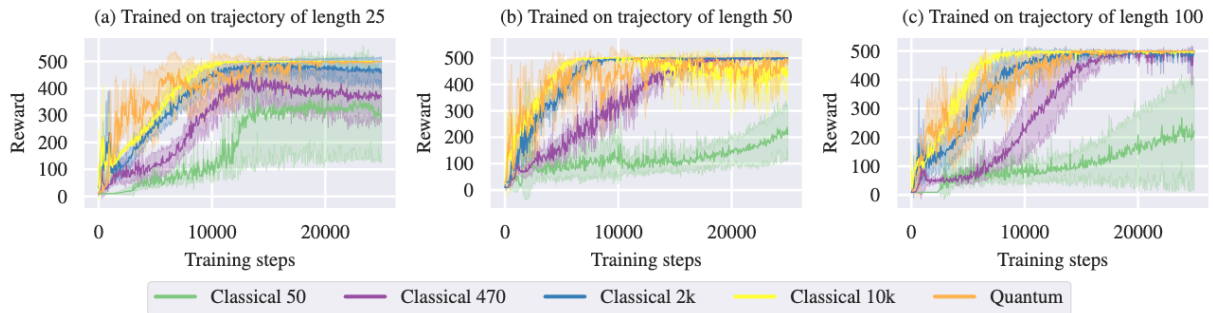 (a) Trained on trajectory of length 25
(b) Trained on trajectory of length 50
(c) Trained on trajectory of length 100
Reward
500
400
300
200
100
0
0 10000 20000
Training steps
Reward
500
400
300
200
100
0
0 10000 20000
Training steps
Reward
500
400
300
200
100
0
0 10000 20000
Training steps
Classical 50 Classical 470 Classical 2k Classical 10k Quantum